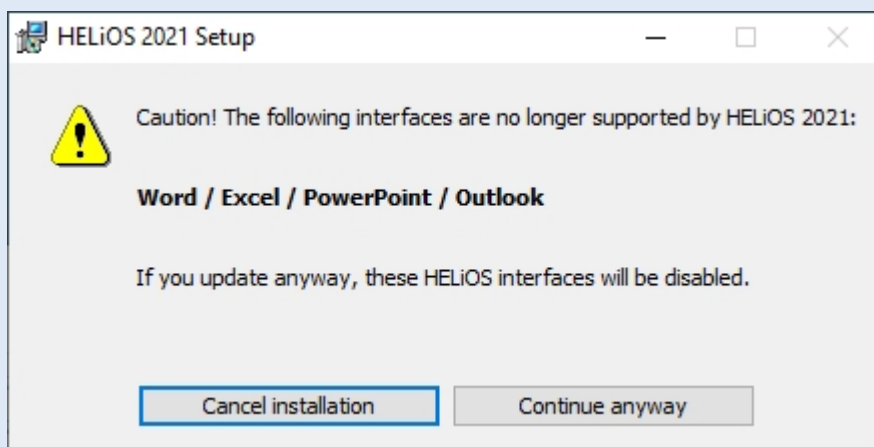 HELiOS 2021 Setup
Caution! The following interfaces are no longer supported by HELiOS 2021:
Word / Excel / PowerPoint / Outlook
If you update anyway, these HELiOS interfaces will be disabled.
Cancel installation Continue anyway